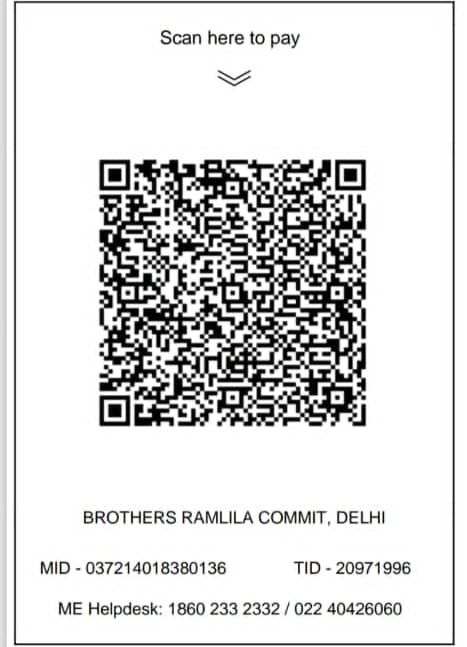 Scan here to pay
BROTHERS RAMLILA COMMIT, DELHI
MID - 037214018380136 TID - 20971996
ME Helpdesk: 1860 233 2332 / 022 40426060